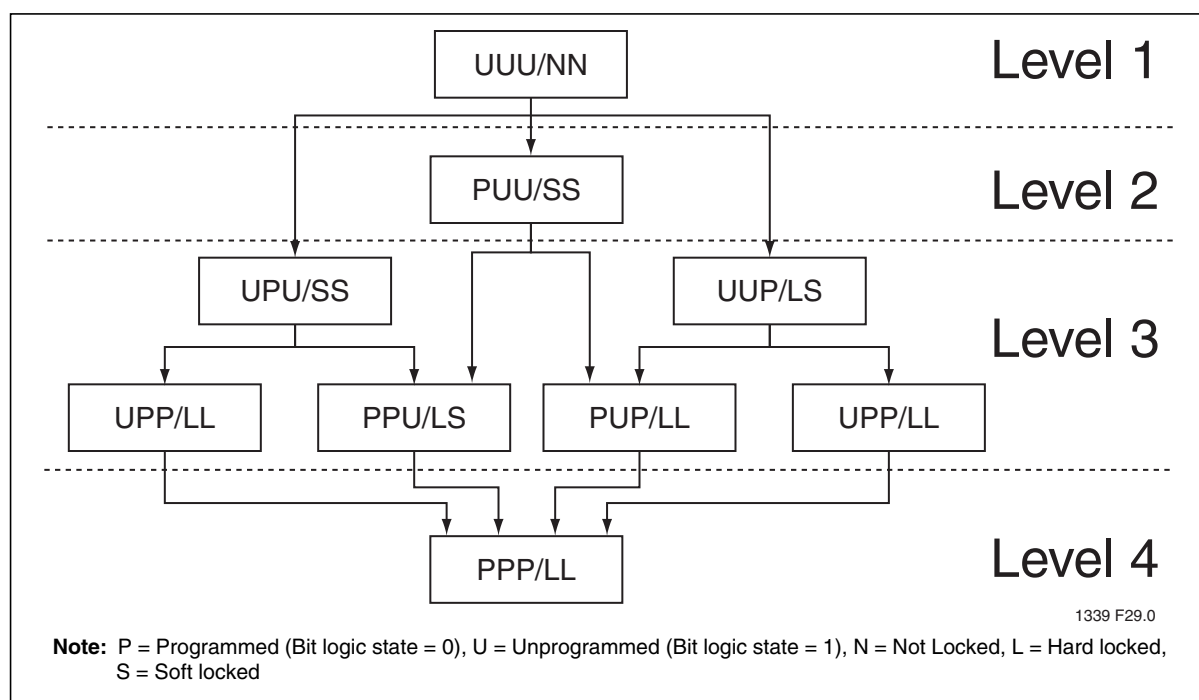 UUU/NN
Level 1
PUU/SS
Level 2
UPU/SS
UUP/LS
Level 3
UPP/LL
PPU/LS
PUP/LL
UPP/LL
PPP/LL
Level 4
1339 F29.0
Note: P = Programmed (Bit logic state = 0), U = Unprogrammed (Bit logic state = 1), N = Not Locked, L = Hard locked,
S = Soft locked